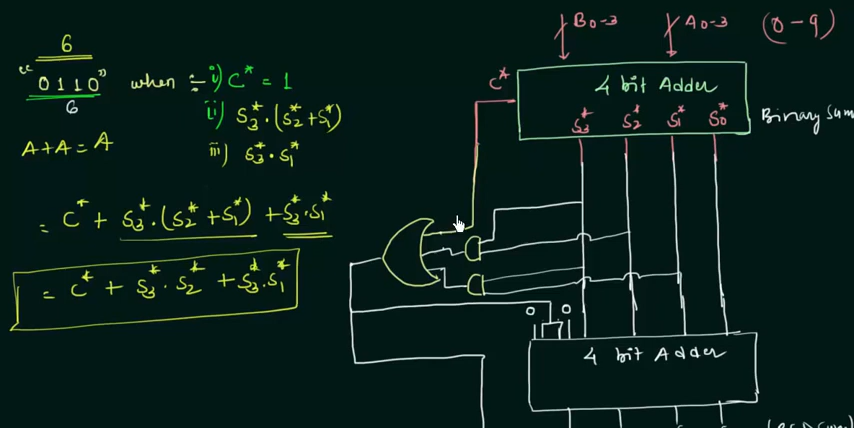 6
"0110" when :- i) C* = 1
6
ii) S3*·(S2*+S1*)
A+A=A
iii) S3*·S1*
= C* + S3*·(S2*+S1*) + S3*·S1*
= C* + S3*·S2* + S3*·S1*
B0-3 A0-3 (0-9)
C*
4 bit Adder
S3* S2* S1* S0*
Binary Sum
0 0
4 bit Adder